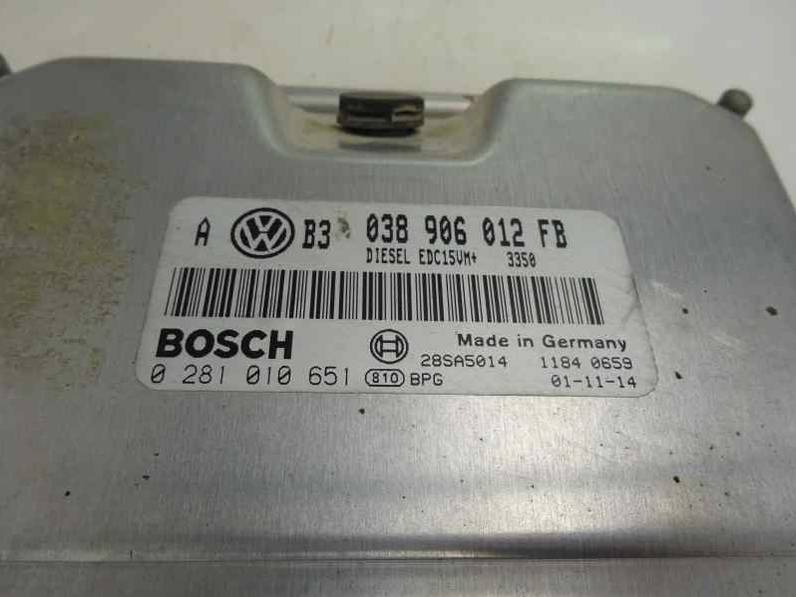 A VW B3 038 906 012 FB
DIESEL EDC15VM+ 3350
BOSCH
Made in Germany
28SA5014 1184 0659
0 281 010 651 810 BPG 01-11-14